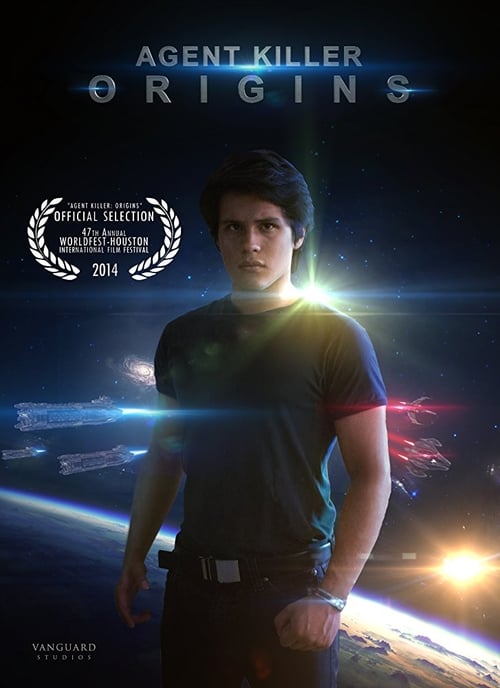 AGENT KILLER
ORIGINS
"AGENT KILLER: ORIGINS"
OFFICIAL SELECTION
47TH ANNUAL
WORLDFEST-HOUSTON
INTERNATIONAL FILM FESTIVAL
2014
VANGUARD
STUDIOS